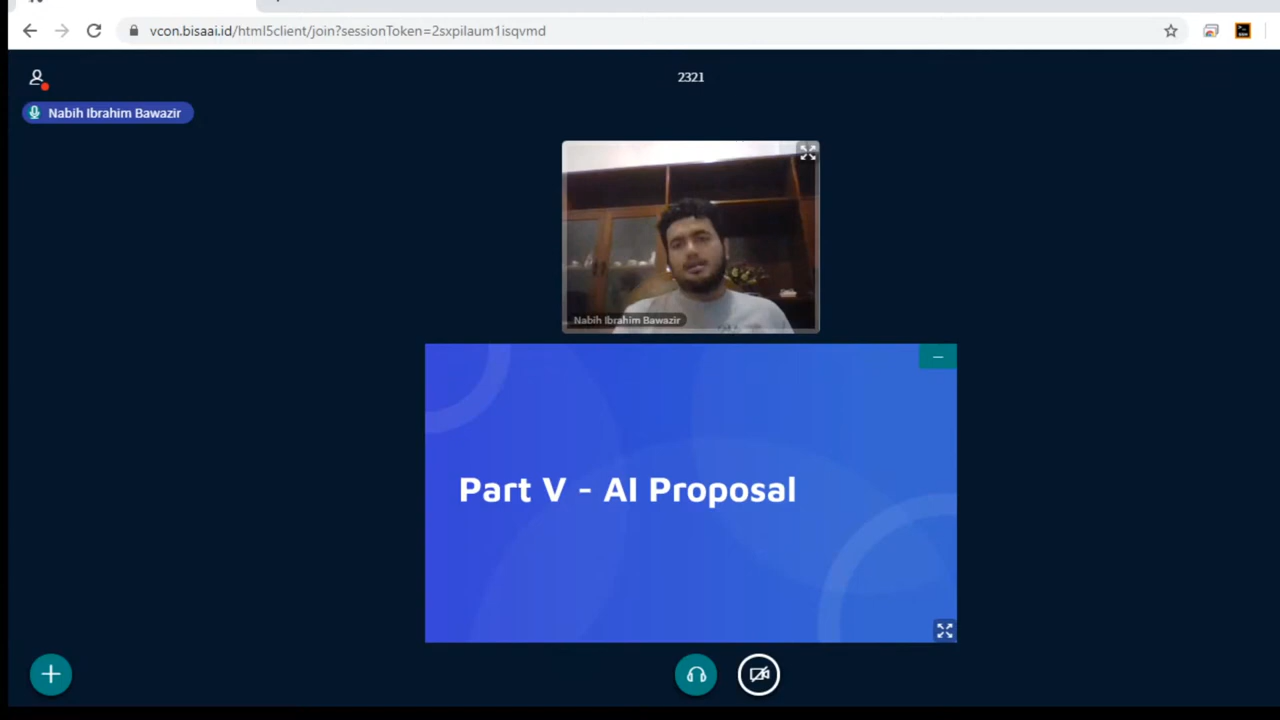 vcon.bisaai.id/html5client/join?sessionToken=2sxpilaum1isqvmd
2321
Nabih Ibrahim Bawazir
Nabih Ibrahim Bawazir
Part V - AI Proposal